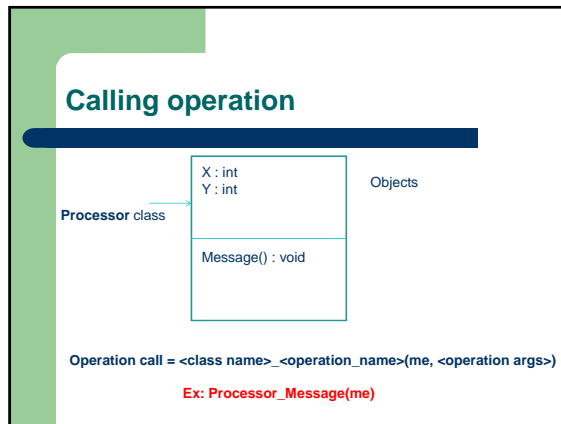 Calling operation
X : int
Y : int
Objects
Processor class
Message() : void
Operation call = <class name>_<operation_name>(me, <operation args>)
Ex: Processor_Message(me)